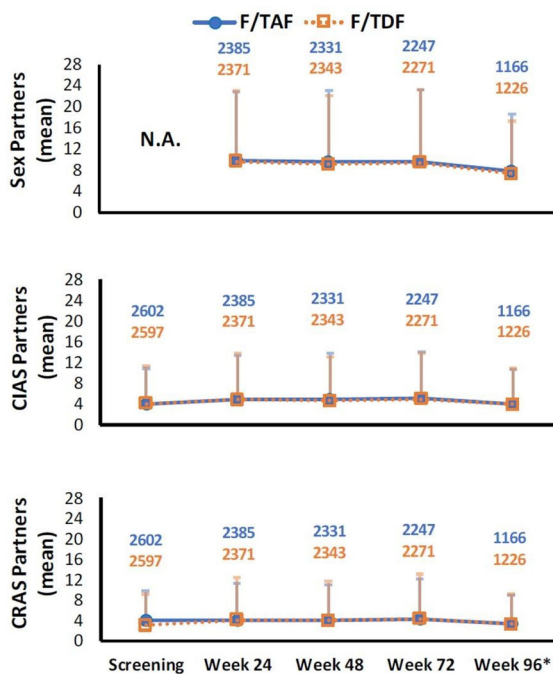 F/TAF F/TDF
Sex Partners
(mean)
28
24
20
16
12
8
4
0
N.A.
2385 2331 2247 1166
2371 2343 2271 1226
CIAS Partners
(mean)
28
24
20
16
12
8
4
0
2602 2385 2331 2247 1166
2597 2371 2343 2271 1226
CRAS Partners
(mean)
28
24
20
16
12
8
4
0
2602 2385 2331 2247 1166
2597 2371 2343 2271 1226
Screening Week 24 Week 48 Week 72 Week 96*